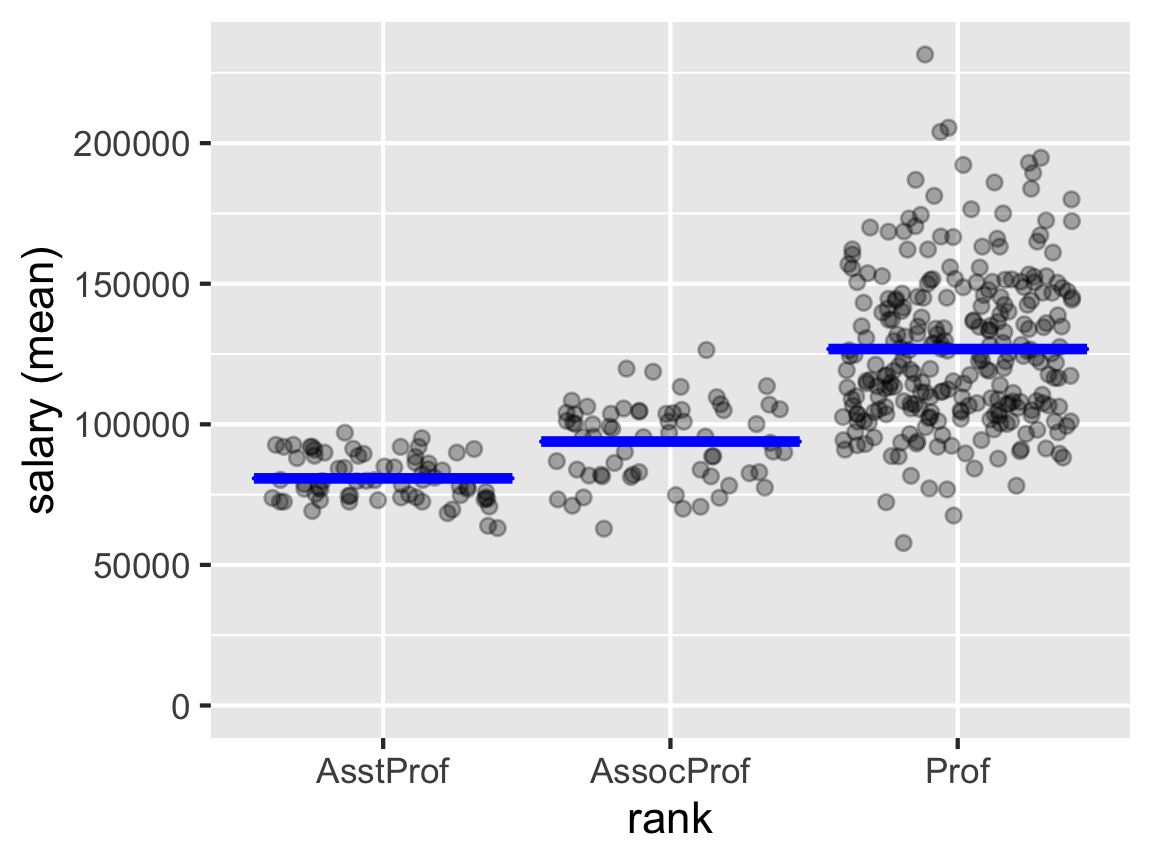 salary (mean)
200000
150000
100000
50000
0
AsstProf
AssocProf
Prof
rank